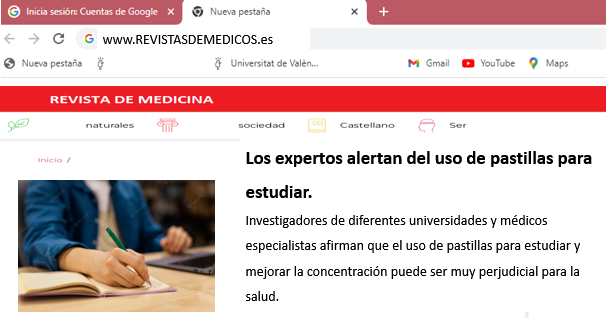 Inicia sesión: Cuentas de Google
Nueva pestaña
www.REVISTASDEMEDICOS.es
Nueva pestaña
Universitat de Valèn...
Gmail
YouTube
Maps
REVISTA DE MEDICINA
naturales
sociedad
Castellano
Ser
Inicio /
Los expertos alertan del uso de pastillas para
estudiar.
Investigadores de diferentes universidades y médicos
especialistas afirman que el uso de pastillas para estudiar y
mejorar la concentración puede ser muy perjudicial para la
salud.